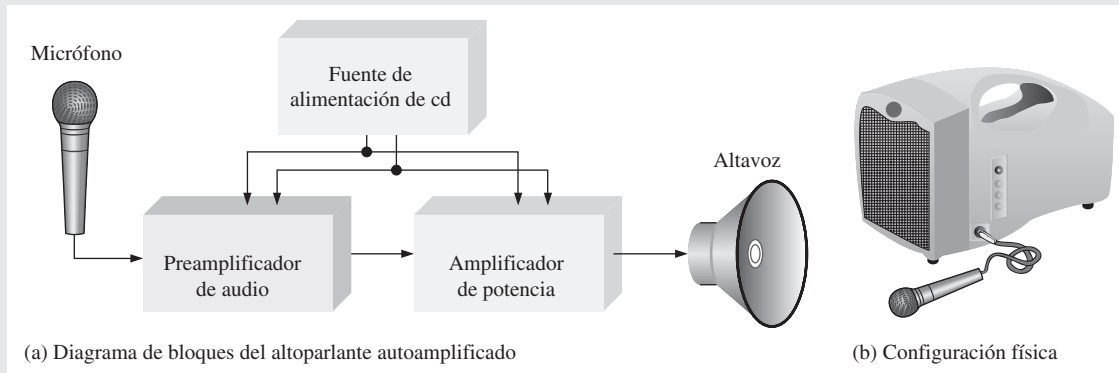 Micrófono
Fuente de
alimentación de cd
Altavoz
Preamplificador
de audio
Amplificador
de potencia
(a) Diagrama de bloques del altoparlante autoamplificado
(b) Configuración física